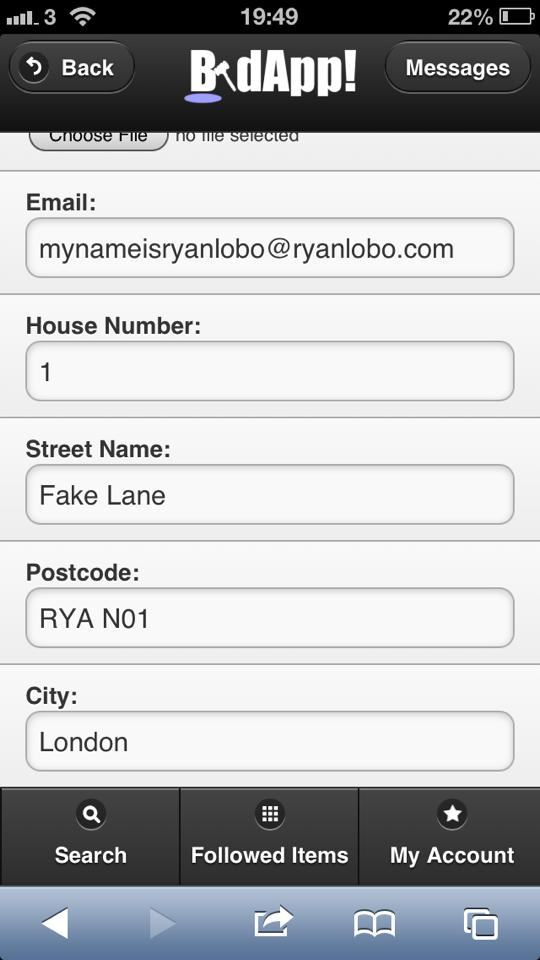 3 19:49 22%
Back BidApp! Messages
Choose File no file selected
Email:
mynameisryanlobo@ryanlobo.com
House Number:
1
Street Name:
Fake Lane
Postcode:
RYA N01
City:
London
Search Followed Items My Account